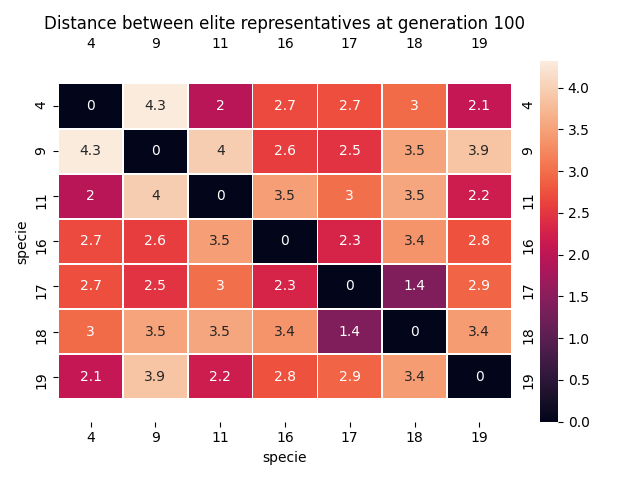 Distance between elite representatives at generation 100
4 9 11 16 17 18 19
4 0 4.3 2 2.7 2.7 3 2.1 4
9 4.3 0 4 2.6 2.5 3.5 3.9 9
11 2 4 0 3.5 3 3.5 2.2 11
16 2.7 2.6 3.5 0 2.3 3.4 2.8 16
17 2.7 2.5 3 2.3 0 1.4 2.9 17
18 3 3.5 3.5 3.4 1.4 0 3.4 18
19 2.1 3.9 2.2 2.8 2.9 3.4 0 19
4 9 11 16 17 18 19
specie
specie
4.0
3.5
3.0
2.5
2.0
1.5
1.0
0.5
0.0